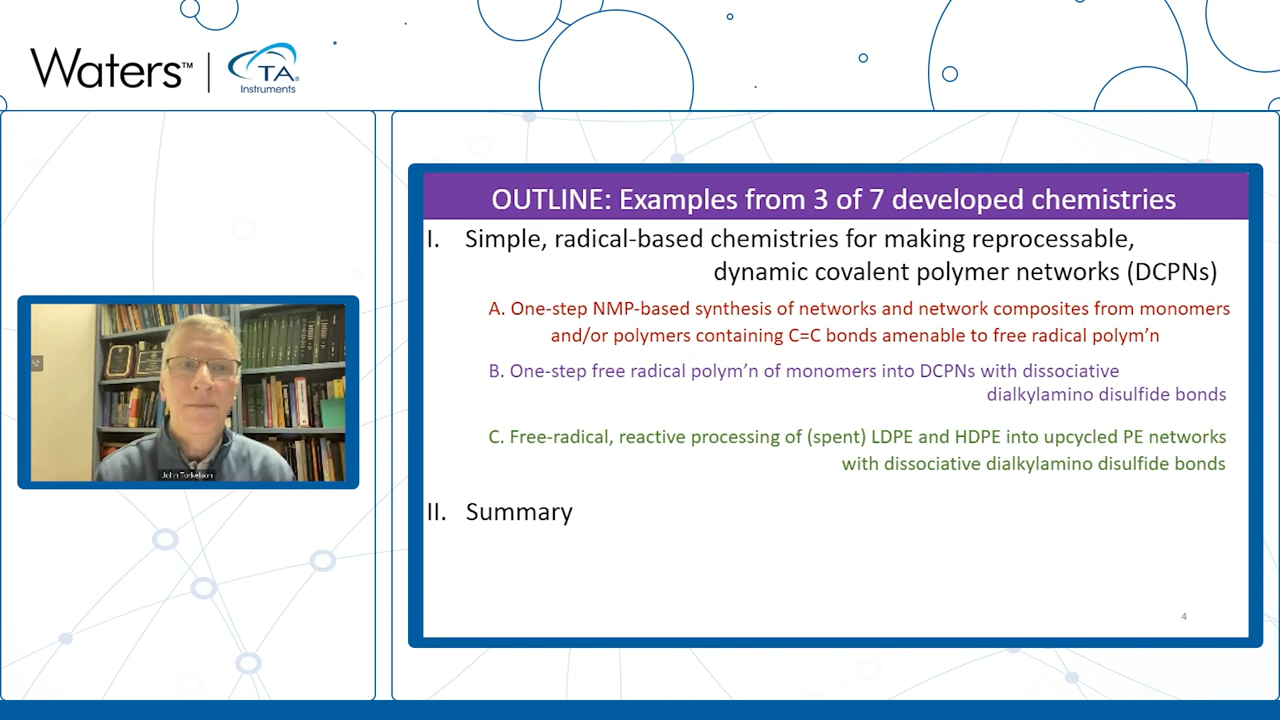 Waters™ | TA®
Instruments
OUTLINE: Examples from 3 of 7 developed chemistries
I. Simple, radical-based chemistries for making reprocessable,
dynamic covalent polymer networks (DCPNs)
A. One-step NMP-based synthesis of networks and network composites from monomers
and/or polymers containing C=C bonds amenable to free radical polym’n
B. One-step free radical polym’n of monomers into DCPNs with dissociative
dialkylamino disulfide bonds
C. Free-radical, reactive processing of (spent) LDPE and HDPE into upcycled PE networks
with dissociative dialkylamino disulfide bonds
II. Summary
4
John Torkelson